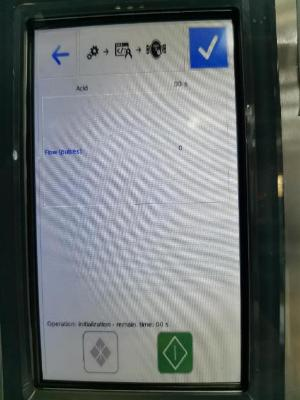 Acid 00 s
Flow (pulses) 0
Operation: initialization - remain. time: 00 s